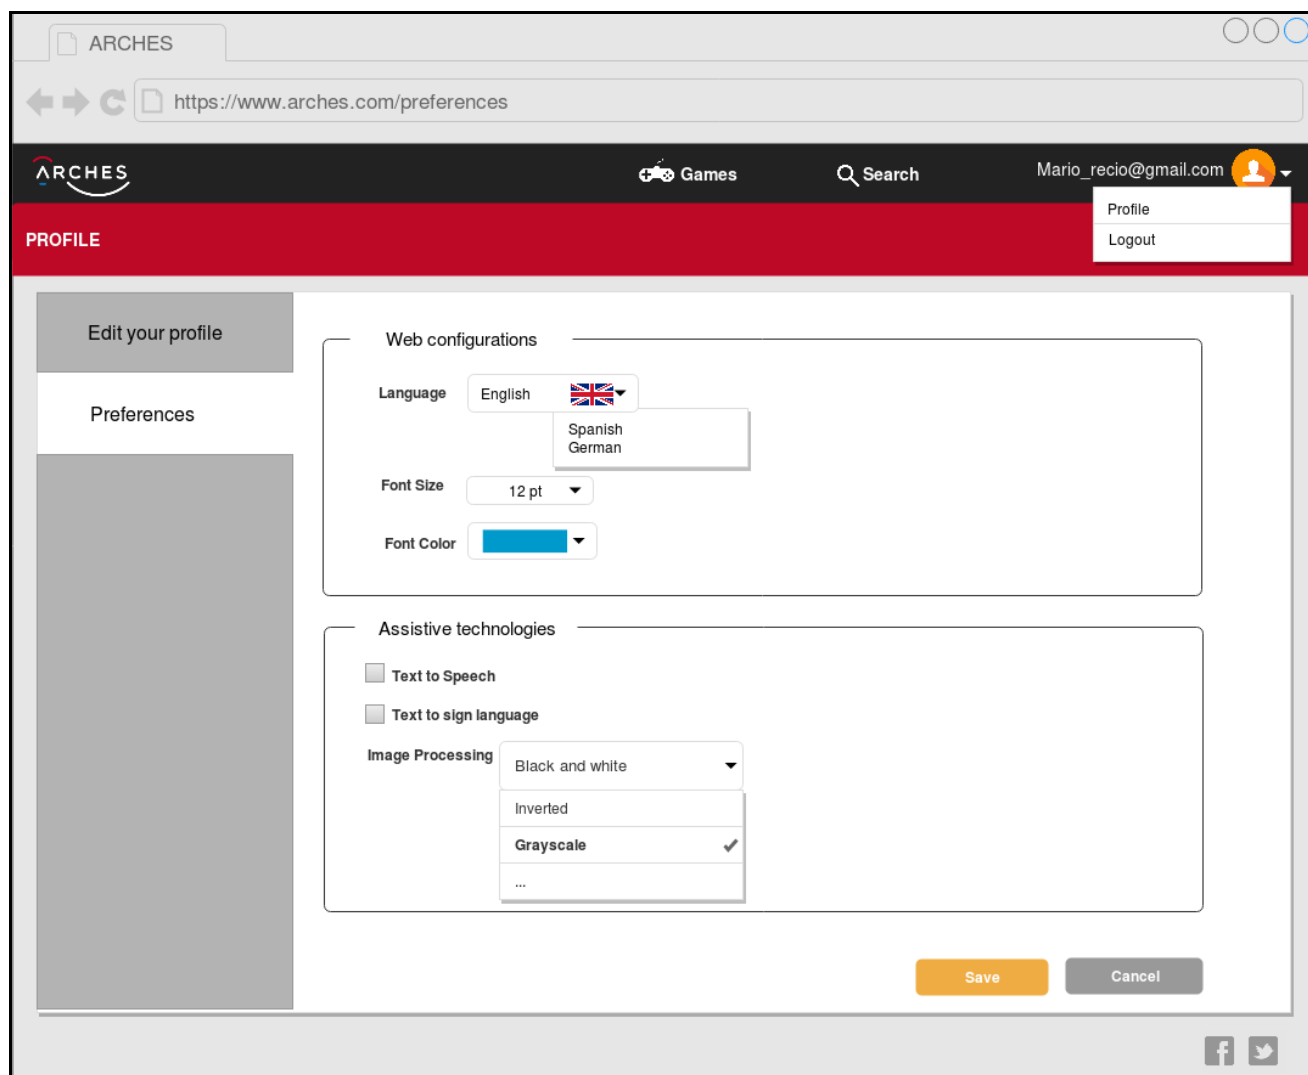 ARCHES
https://www.arches.com/preferences
ARCHES
Games
Search
Mario_recio@gmail.com
Profile
Logout
PROFILE
Edit your profile
Preferences
Web configurations
Language
English
Spanish
German
Font Size
12 pt
Font Color
Assistive technologies
Text to Speech
Text to sign language
Image Processing
Black and white
Inverted
Grayscale
...
Save
Cancel